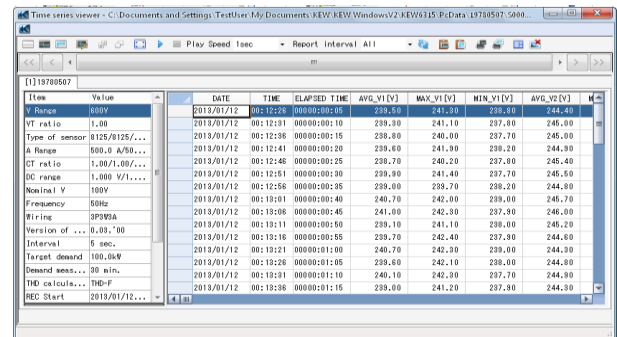 Time series viewer - C:\Documents and Settings\TestUser\My Documents\KEW\KEW Windows\V2\KEW6315\PcData\19780507\S000...
Play Speed 1sec Report interval All
[1]19780507
Item Value
V Range 600V
VT ratio 1.00
Type of sensor 8125/8125/...
A Range 500.0 A/50...
CT ratio 1.00/1.00/...
DC range 1.000 V/1....
Nominal V 100V
Frequency 50Hz
Wiring 3P3W3A
Version of ... 0.03.'00
Interval 5 sec.
Target demand 100.0kW
Demand meas... 30 min.
THD calcula... THD-F
REC Start 2013/01/12...
DATE TIME ELAPSED TIME AVG_V1[V] MAX_V1[V] MIN_V1[V] AVG_V2[V]
2013/01/12 00:12:26 00000:00:05 239.50 241.30 238.80 244.40
2013/01/12 00:12:31 00000:00:10 239.30 241.10 237.80 245.00
2013/01/12 00:12:36 00000:00:15 238.80 240.00 237.70 245.00
2013/01/12 00:12:41 00000:00:20 239.60 241.90 238.20 244.90
2013/01/12 00:12:46 00000:00:25 238.70 240.20 237.80 245.40
2013/01/12 00:12:51 00000:00:30 239.90 241.40 237.70 245.50
2013/01/12 00:12:56 00000:00:35 239.00 239.70 238.20 244.80
2013/01/12 00:13:01 00000:00:40 240.70 242.00 239.00 245.70
2013/01/12 00:13:06 00000:00:45 241.00 242.30 237.90 246.00
2013/01/12 00:13:11 00000:00:50 239.10 241.10 238.00 245.20
2013/01/12 00:13:16 00000:00:55 239.70 242.40 237.90 244.60
2013/01/12 00:13:21 00000:01:00 240.70 242.30 239.00 244.30
2013/01/12 00:13:26 00000:01:05 239.60 242.10 238.00 244.80
2013/01/12 00:13:31 00000:01:10 240.10 242.30 237.70 244.90
2013/01/12 00:13:36 00000:01:15 239.00 241.20 237.90 244.30